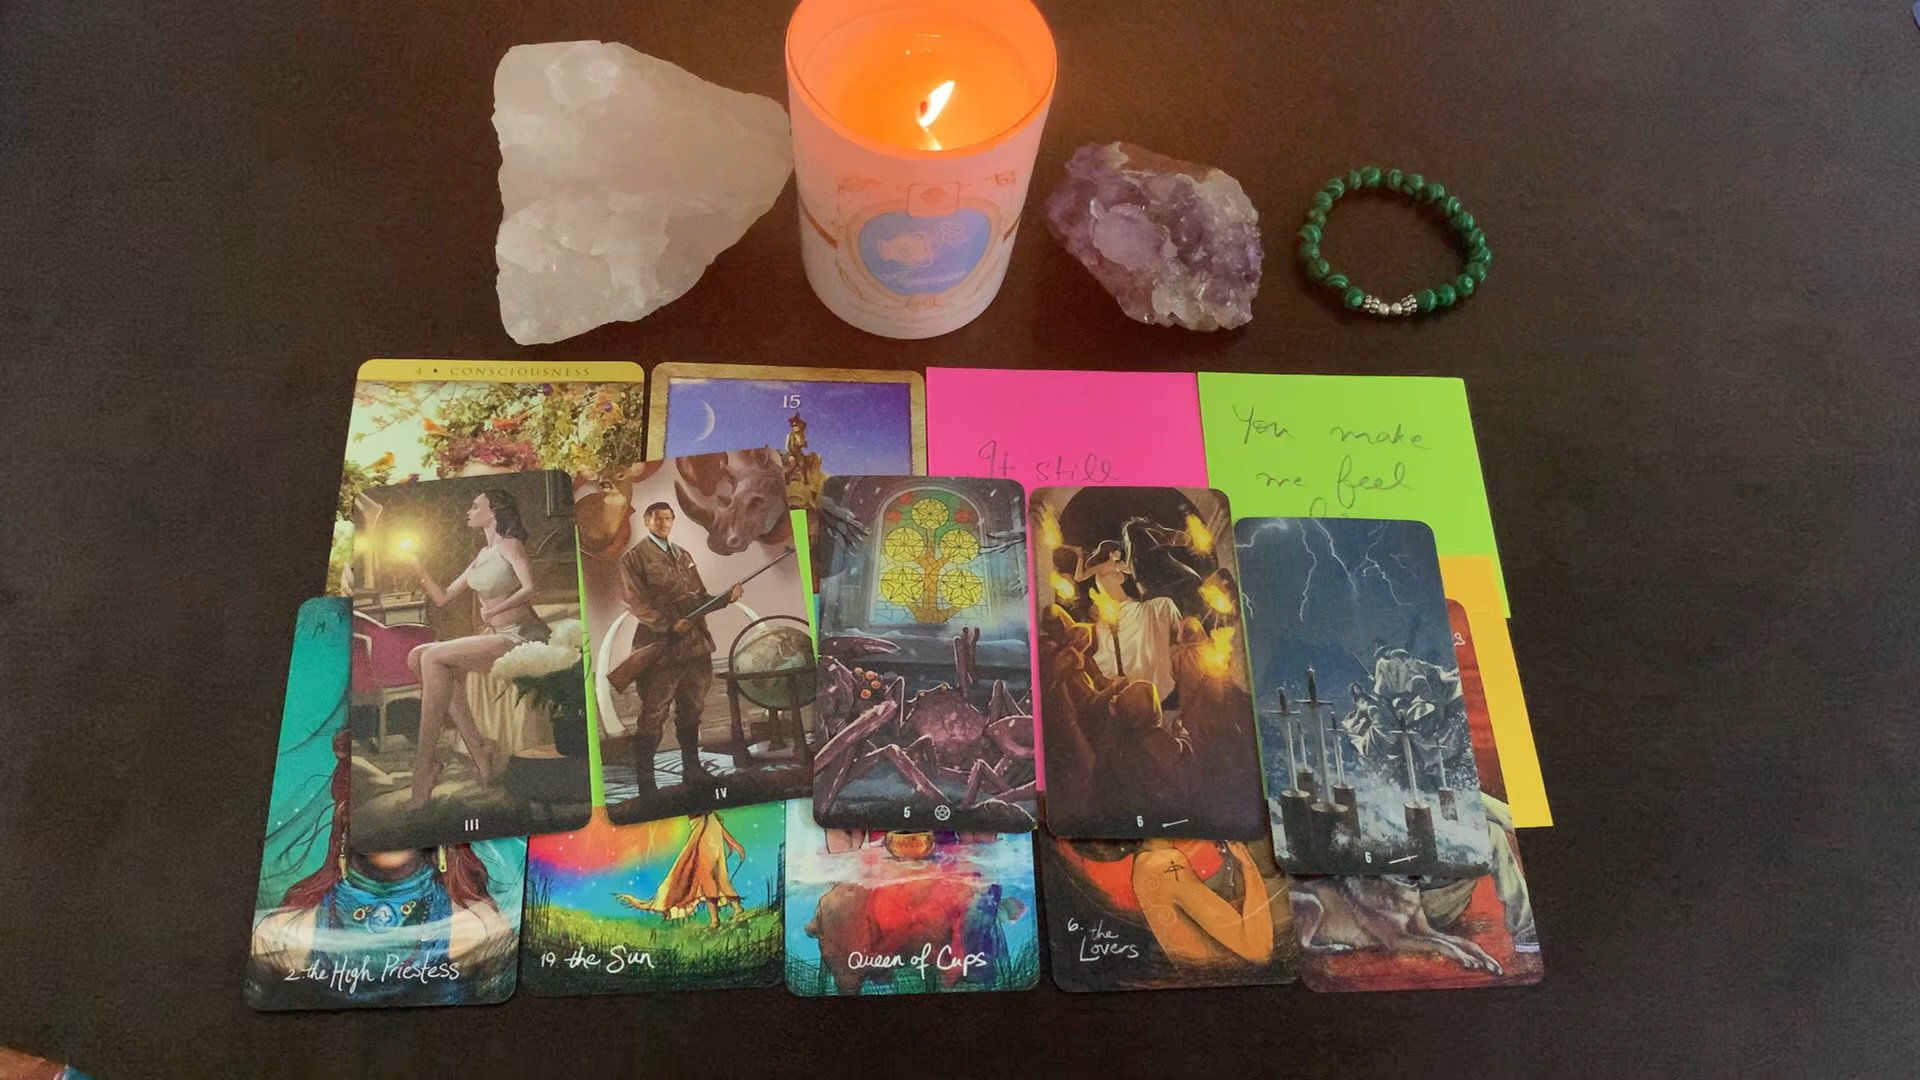 Aquarius
4 • CONSCIOUSNESS
15
It still
You make
me feel
III
IV
5
6
6
2. the High Priestess
19. the Sun
Queen of Cups
6. the
Lovers